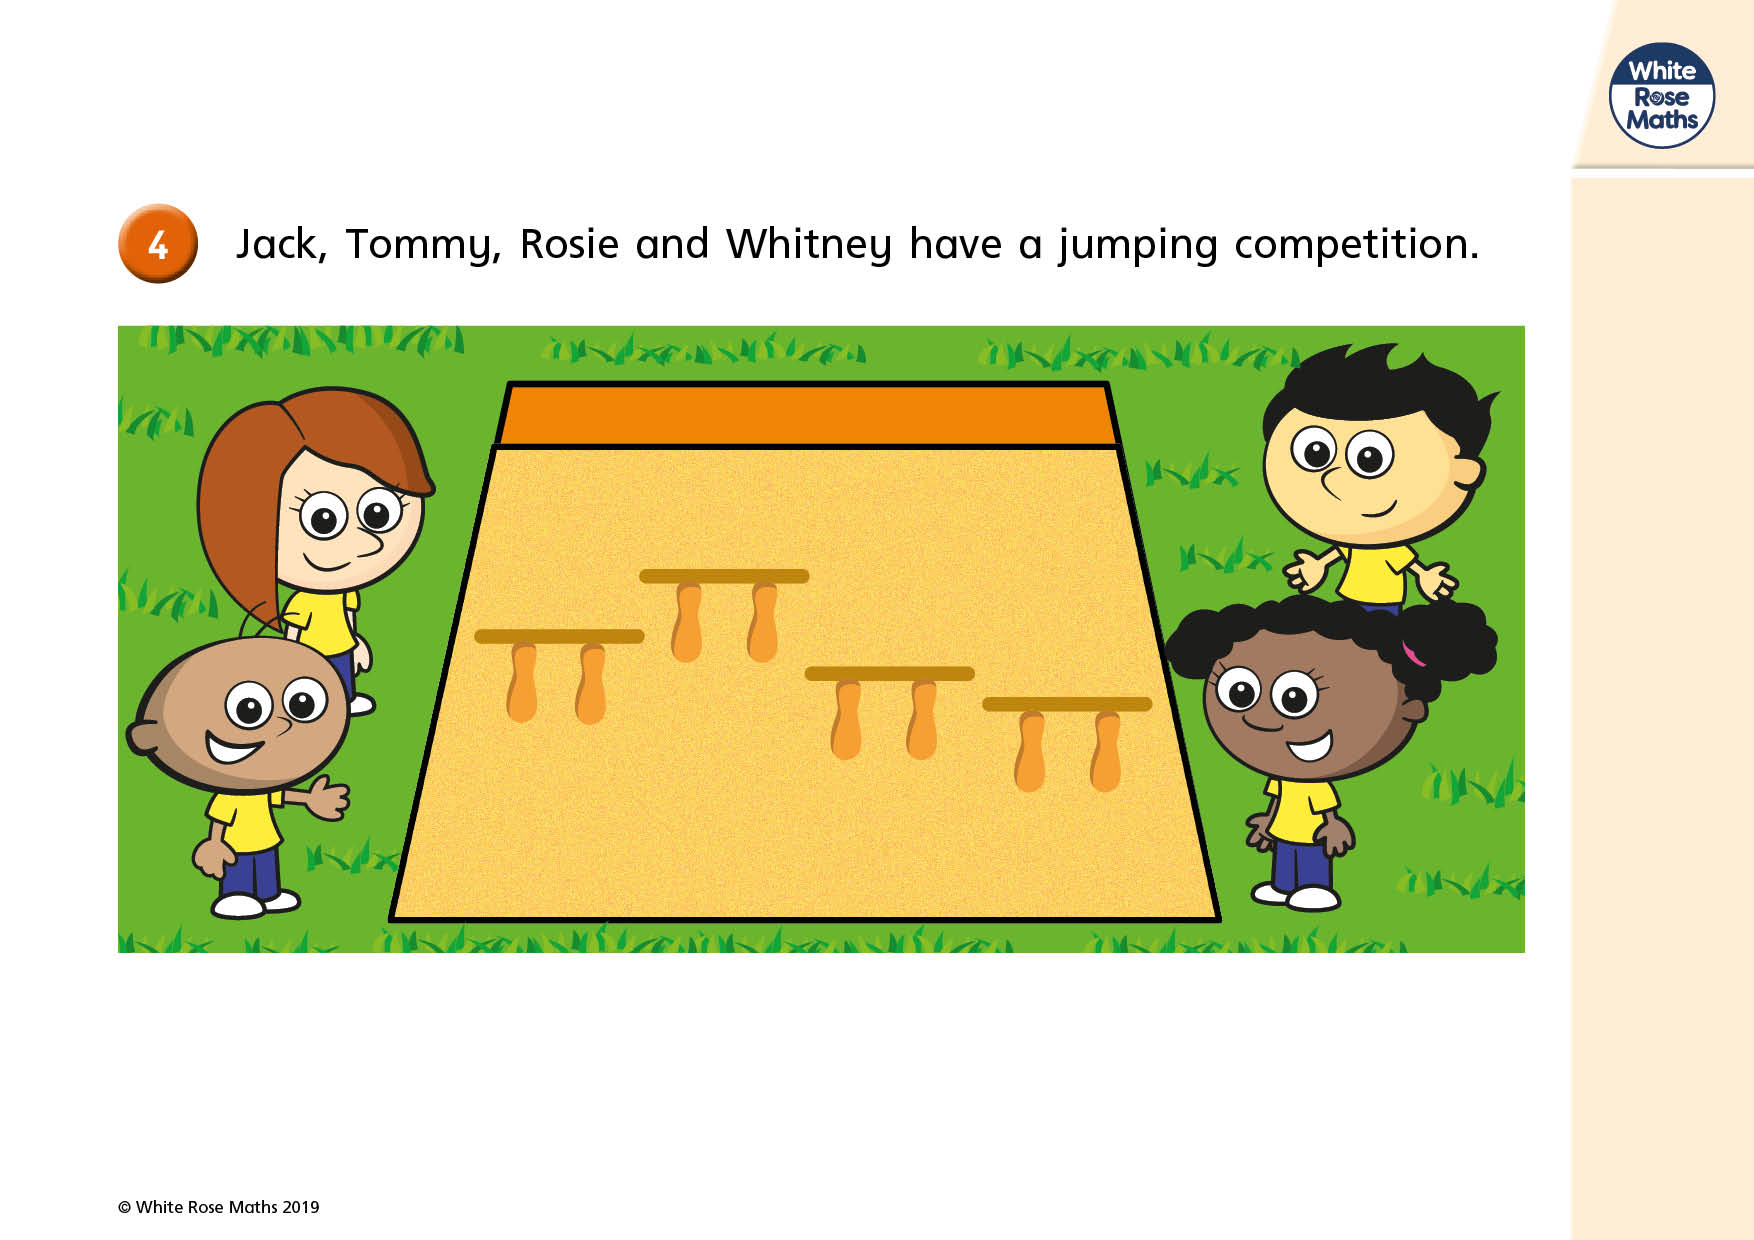 White
Rose
Maths
4 Jack, Tommy, Rosie and Whitney have a jumping competition.
© White Rose Maths 2019